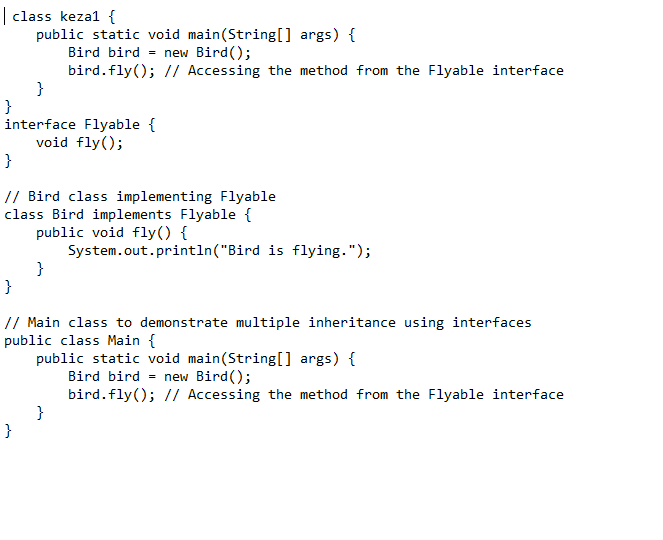 class keza1 {
    public static void main(String[] args) {
        Bird bird = new Bird();
        bird.fly(); // Accessing the method from the Flyable interface
    }
}
interface Flyable {
    void fly();
}

// Bird class implementing Flyable
class Bird implements Flyable {
    public void fly() {
        System.out.println("Bird is flying.");
    }
}

// Main class to demonstrate multiple inheritance using interfaces
public class Main {
    public static void main(String[] args) {
        Bird bird = new Bird();
        bird.fly(); // Accessing the method from the Flyable interface
    }
}